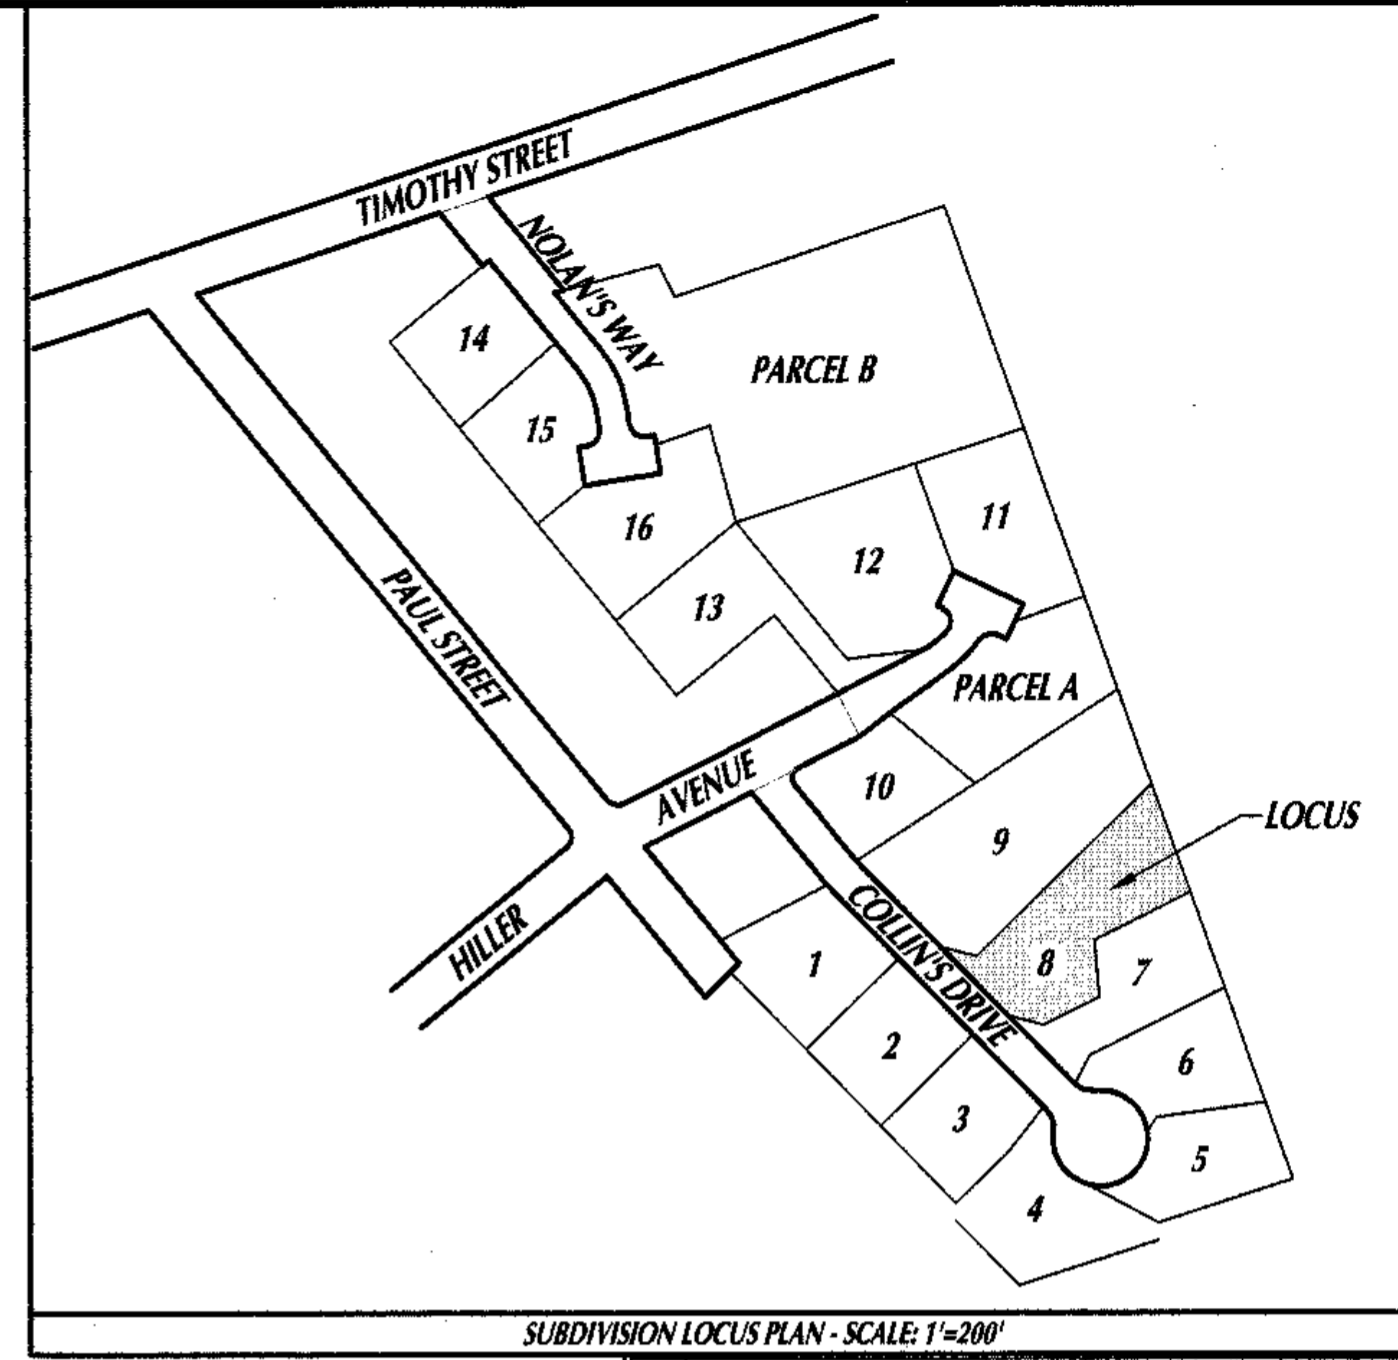 TIMOTHY STREET
NOLAN'S WAY
14
PARCEL B
15
11
16
12
13
PAUL STREET
PARCEL A
AVENUE
10
LOCUS
9
COLLIN'S DRIVE
HILLER
1
8
7
2
6
3
5
4
SUBDIVISION LOCUS PLAN - SCALE: 1'=200'